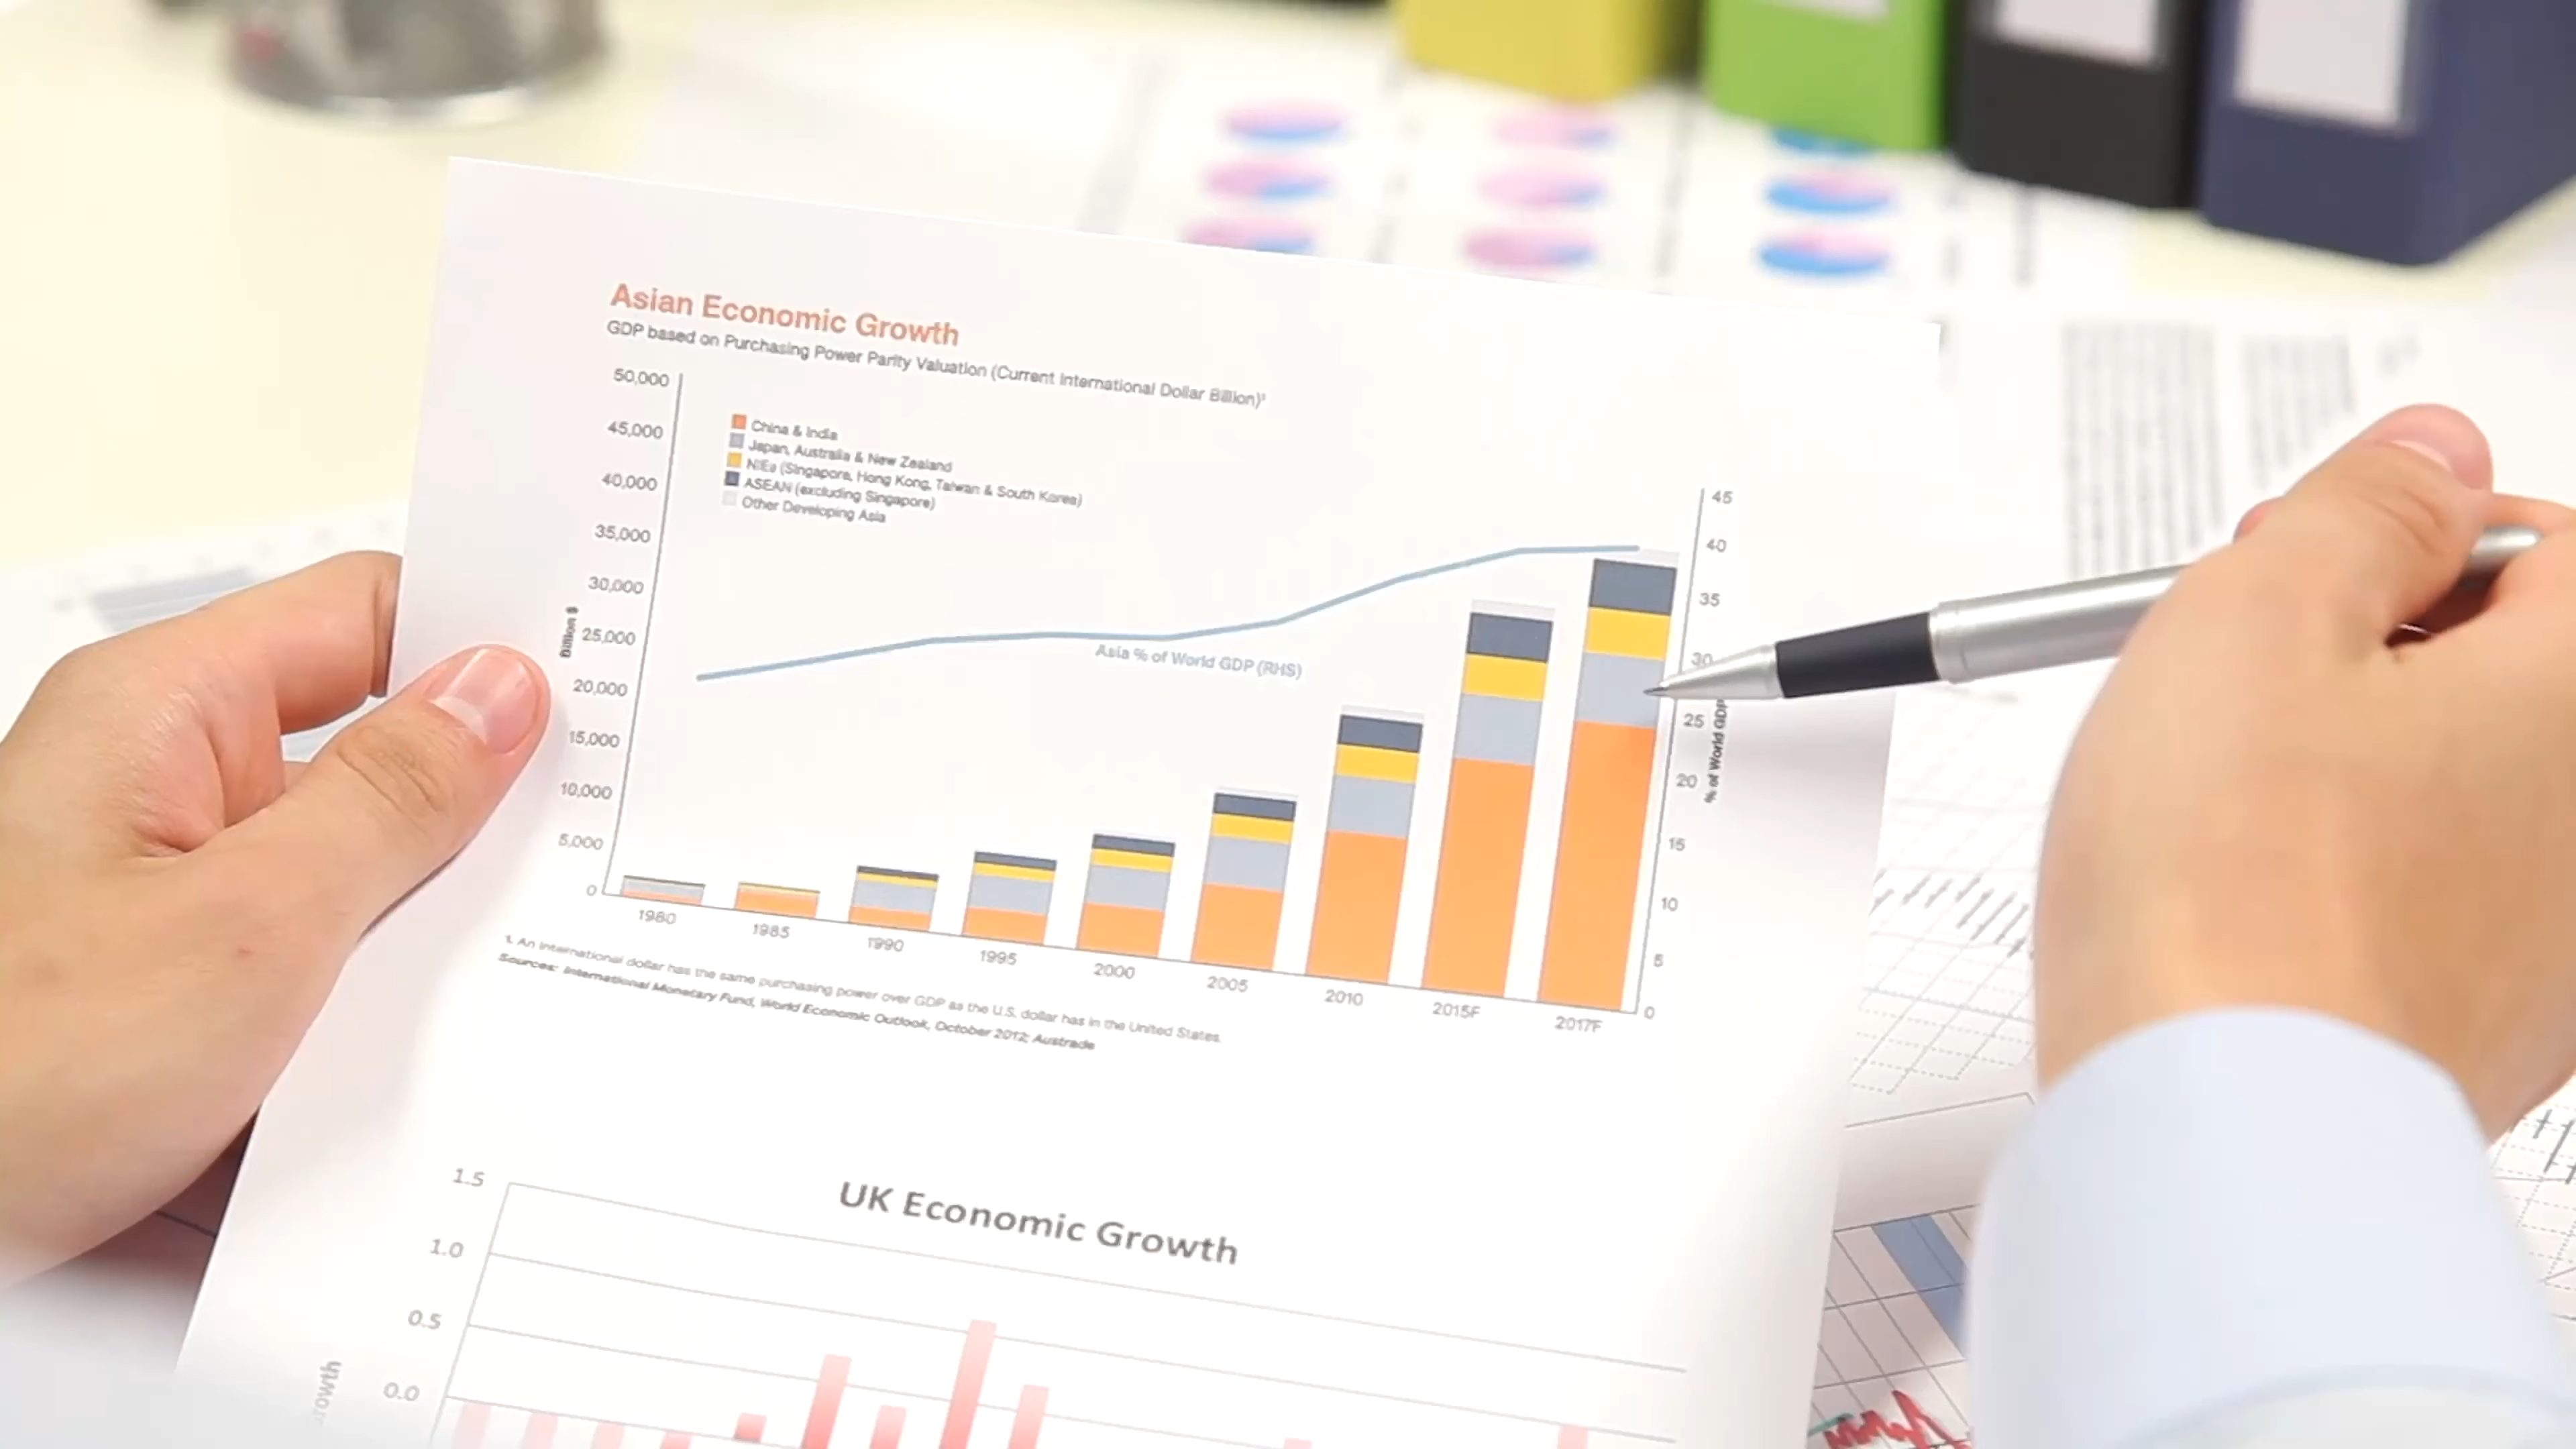 Asian Economic Growth
GDP based on Purchasing Power Parity Valuation (Current International Dollar Billion)¹
50,000
45,000
40,000
35,000
30,000
25,000
20,000
15,000
10,000
5,000
0
Billion $
China & India
Japan, Australia & New Zealand
NIEs (Singapore, Hong Kong, Taiwan & South Korea)
ASEAN (excluding Singapore)
Other Developing Asia
Asia % of World GDP (RHS)
45
40
35
30
25
20
15
10
5
0
% of World GDP
1980
1985
1990
1995
2000
2005
2010
2015F
2017F
1. An international dollar has the same purchasing power over GDP as the U.S. dollar has in the United States.
Sources: International Monetary Fund, World Economic Outlook, October 2012; Austrade
UK Economic Growth
1.5
1.0
0.5
0.0
rowth